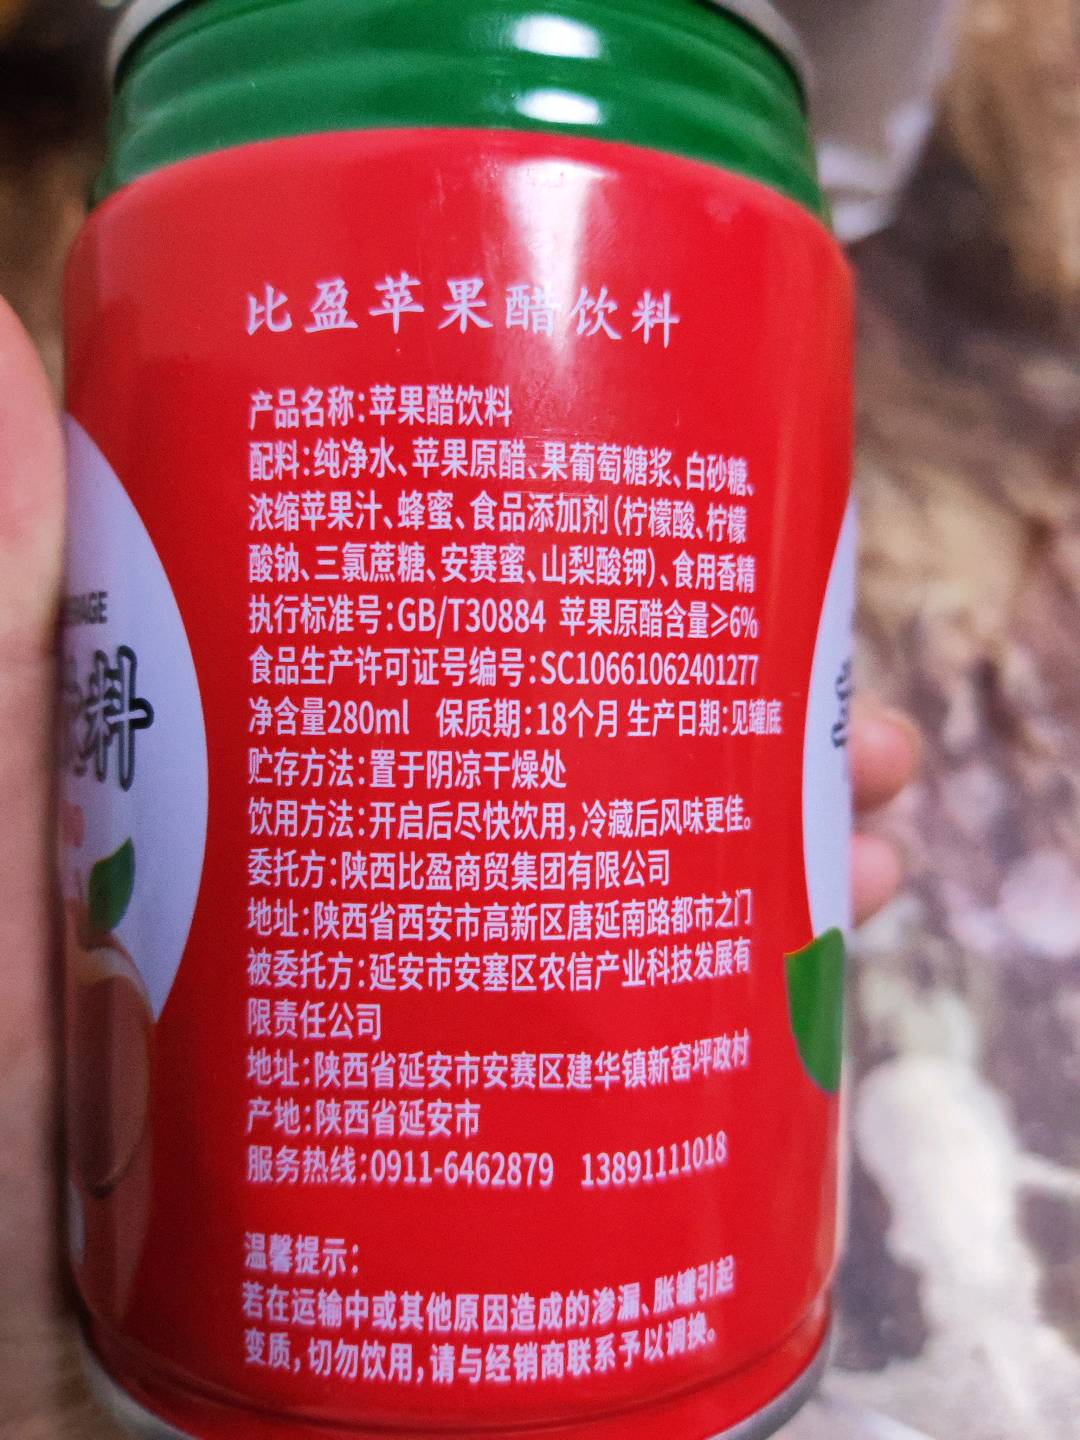 比盈苹果醋饮料
产品名称：苹果醋饮料
配料：纯净水、苹果原醋、果葡萄糖浆、白砂糖、
浓缩苹果汁、蜂蜜、食品添加剂（柠檬酸、柠檬
酸钠、三氯蔗糖、安赛蜜、山梨酸钾）、食用香精
执行标准号：GB/T30884 苹果原醋含量≥6%
食品生产许可证号编号：SC10661062401277
净含量280ml 保质期：18个月 生产日期：见罐底
贮存方法：置于阴凉干燥处
饮用方法：开启后尽快饮用，冷藏后风味更佳。
委托方：陕西比盈商贸集团有限公司
地址：陕西省西安市高新区唐延南路都市之门
被委托方：延安市安塞区农信产业科技发展有
限责任公司
地址：陕西省延安市安赛区建华镇新窑坪政村
产地：陕西省延安市
服务热线：0911-6462879 13891111018
温馨提示：
若在运输中或其他原因造成的渗漏、胀罐引起
变质，切勿饮用，请与经销商联系予以调换。
料